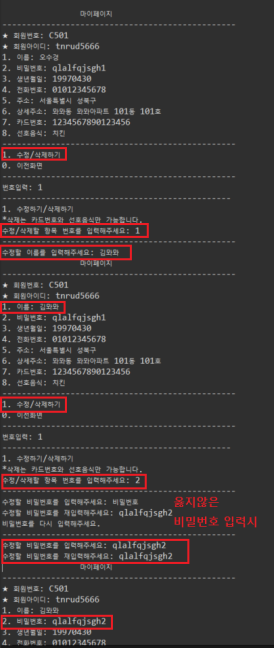 마이페이지
★ 회원번호: C501
★ 회원아이디: tnrud5666
1. 이름: 오수경
2. 비밀번호: qlalfqjsgh1
3. 생년월일: 19970430
4. 전화번호: 01012345678
5. 주소: 서울특별시 성북구
6. 상세주소: 와와동 와와아파트 101동 101호
7. 카드번호: 1234567890123456
8. 선호음식: 치킨
1. 수정/삭제하기
0. 이전화면
번호입력: 1
1. 수정하기/삭제하기
*삭제는 카드번호와 선호음식만 가능합니다.
수정/삭제할 항목 번호를 입력해주세요: 1
수정할 이름을 입력해주세요: 김와와
마이페이지
★ 회원번호: C501
★ 회원아이디: tnrud5666
1. 이름: 김와와
2. 비밀번호: qlalfqjsgh1
3. 생년월일: 19970430
4. 전화번호: 01012345678
5. 주소: 서울특별시 성북구
6. 상세주소: 와와동 와와아파트 101동 101호
7. 카드번호: 1234567890123456
8. 선호음식: 치킨
1. 수정/삭제하기
0. 이전화면
번호입력: 1
1. 수정하기/삭제하기
*삭제는 카드번호와 선호음식만 가능합니다.
수정/삭제할 항목 번호를 입력해주세요: 2
수정할 비밀번호를 입력해주세요: 비밀번호
수정할 비밀번호를 재입력해주세요: qlalfqjsgh2
비밀번호를 다시 입력해주세요.
옳지않은
비밀번호 입력시
수정할 비밀번호를 입력해주세요: qlalfqjsgh2
수정할 비밀번호를 재입력해주세요: qlalfqjsgh2
마이페이지
★ 회원번호: C501
★ 회원아이디: tnrud5666
1. 이름: 김와와
2. 비밀번호: qlalfqjsgh2
3. 생년월일: 19970430
4. 전화번호: 01012345678